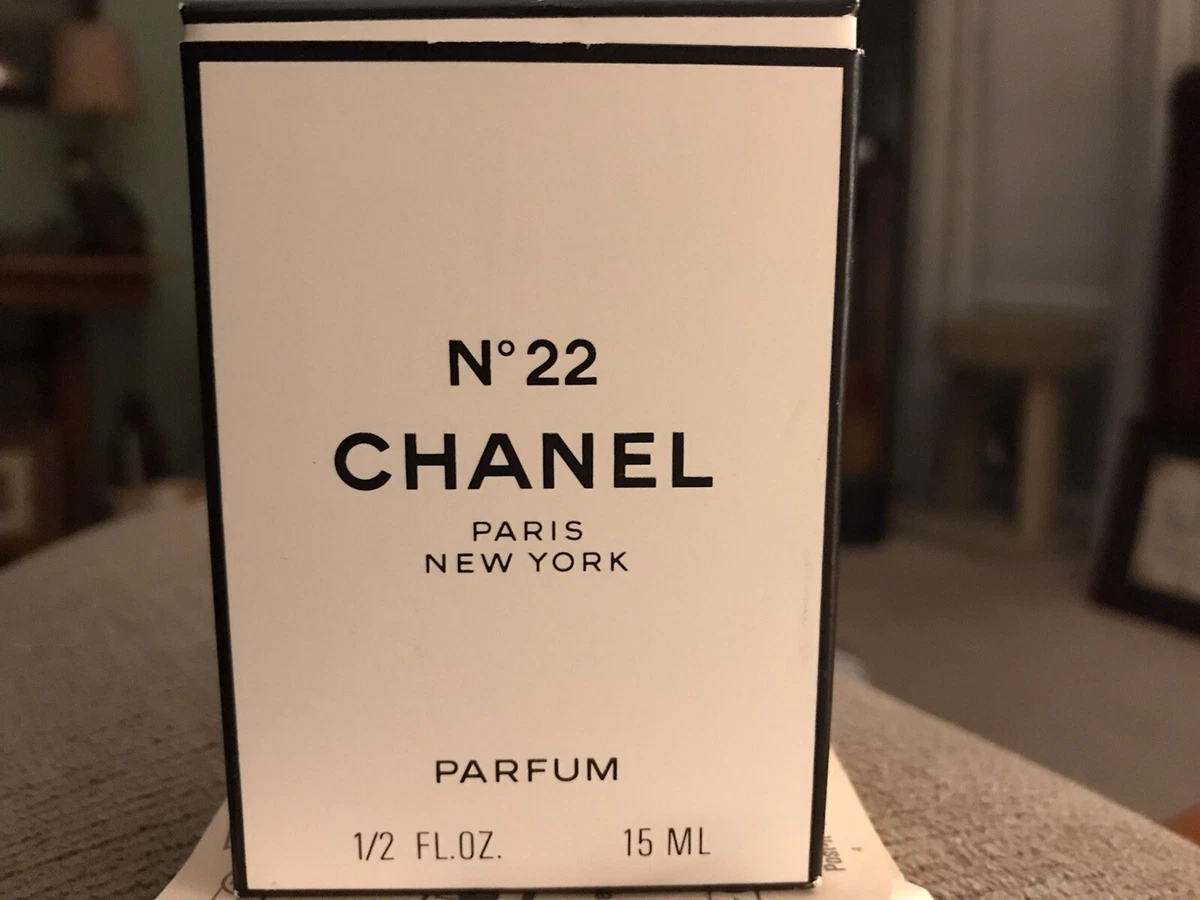 N°22
CHANEL
PARIS
NEW YORK
PARFUM
1/2 FL.OZ. 15 ML